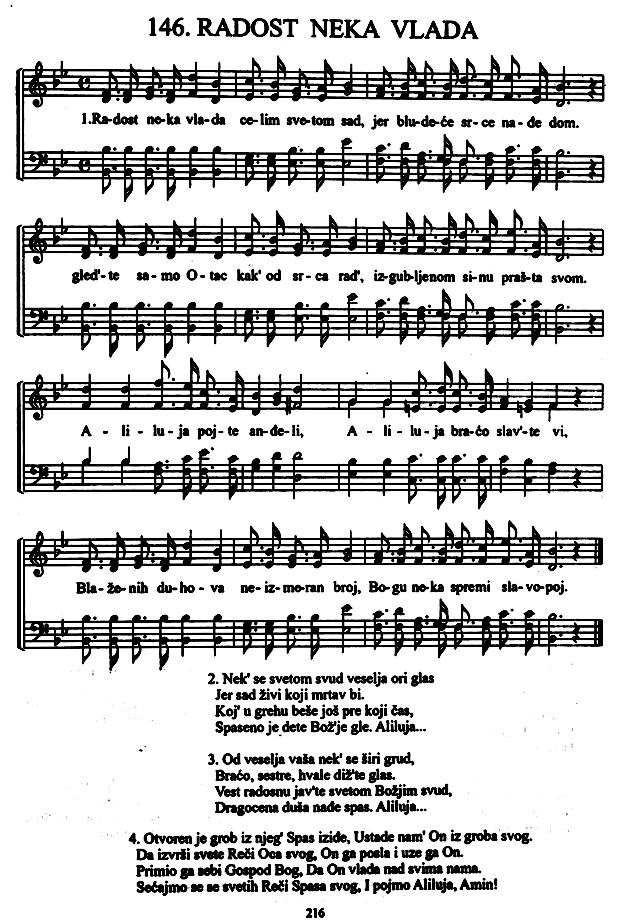 146. RADOST NEKA VLADA
1.Ra-dost ne-ka vla-da ce-lim sve-tom sad, jer blu-de-će sr-ce na-đe dom.
gled'-te sa-mo O-tac kak' od sr-ca rad', iz-gub-ljenom si-nu praš-ta svom.
A - li - lu - ja poj-te an-đe-li, A - li - lu - ja bra-ćo slav'-te vi,
Bla-že-nih du-ho-va ne-iz-me-ran broj, Bo-gu ne-ka spremi sla-vo-poj.
2. Nek' se svetom svud veselja ori glas
Jer sad živi koji mrtav bi.
Koj' u grehu beše još pre koji čas,
Spaseno je dete Bož'je gle. Aliluja...
3. Od veselja vaša nek' se širi grud,
Braćo, sestre, hvale diž'te glas.
Vest radosnu jav'te svetom Božjim svud,
Dragocena duša nađe spas. Aliluja...
4. Otvoren je grob iz njeg' Spas iziđe, Ustade nam' On iz groba svog.
Da izvrši svete Reči Oca svog, On ga posla i uze ga On.
Primio ga sebi Gospod Bog, Da On vlada nad svima nama.
Sećajmo se se svetih Reči Spasa svog, I pojmo Aliluja, Amin!
216